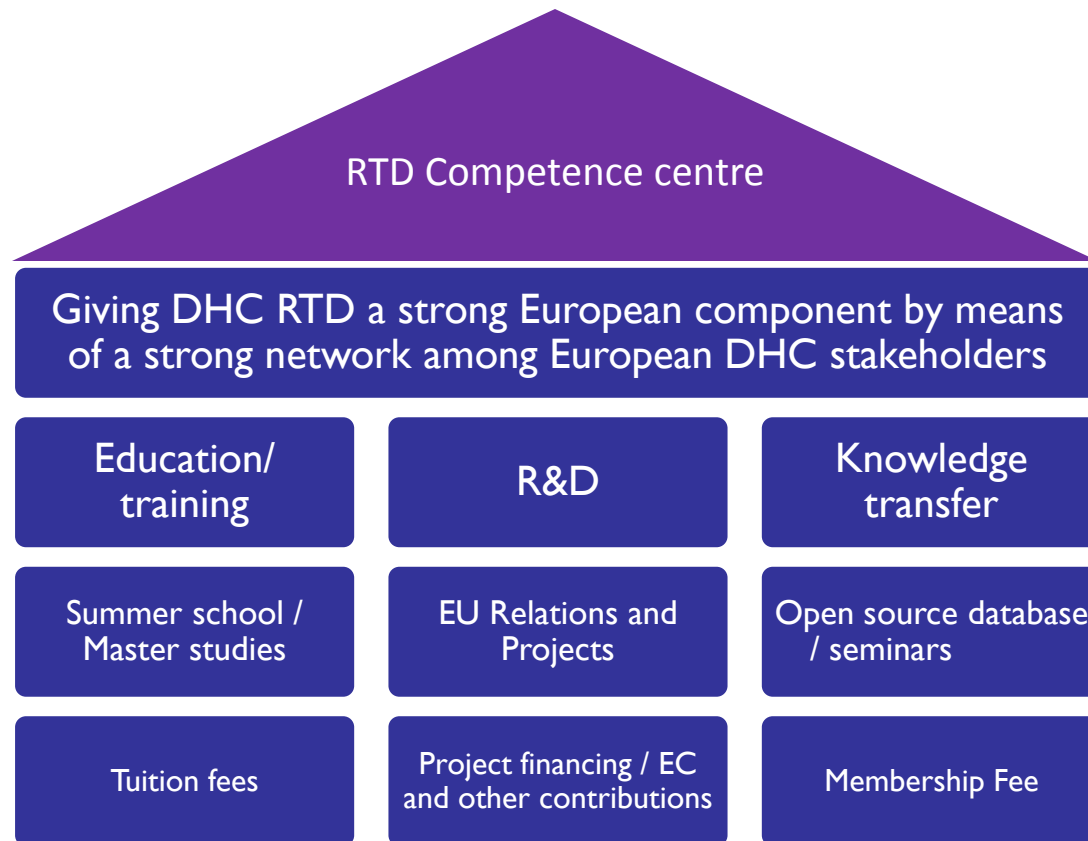 RTD Competence centre
Giving DHC RTD a strong European component by means
of a strong network among European DHC stakeholders
Education/
training
R&D
Knowledge
transfer
Summer school /
Master studies
EU Relations and
Projects
Open source database
/ seminars
Tuition fees
Project financing / EC
and other contributions
Membership Fee